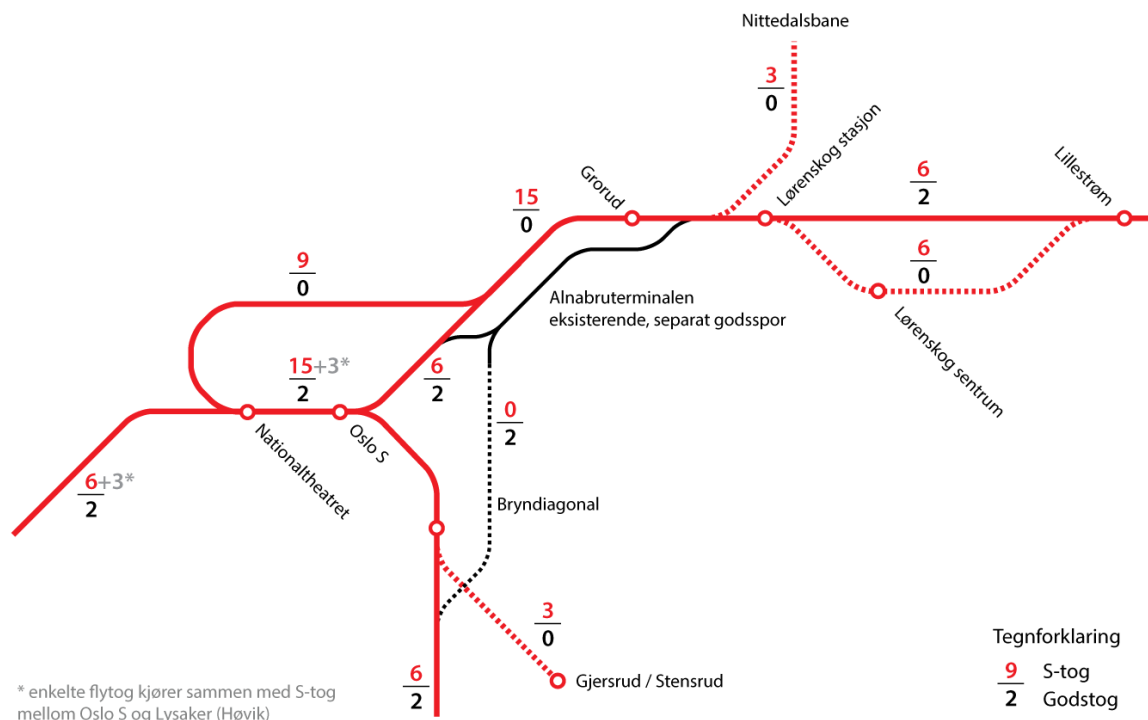 Nittedalsbane
3
0
Lørenskog stasjon
6
2
Lillestrøm
Grorud
15
0
9
0
6
0
Alnabruterminalen
eksisterende, separat godsspor
Lørenskog sentrum
15+3*
2
6
2
0
2
Nationaltheatret
Oslo S
6+3*
2
Bryndiagonal
3
0
6
2
Gjersrud / Stensrud
Tegnforklaring
9 S-tog
2 Godstog
* enkelte flytog kjører sammen med S-tog
mellom Oslo S og Lysaker (Høvik)